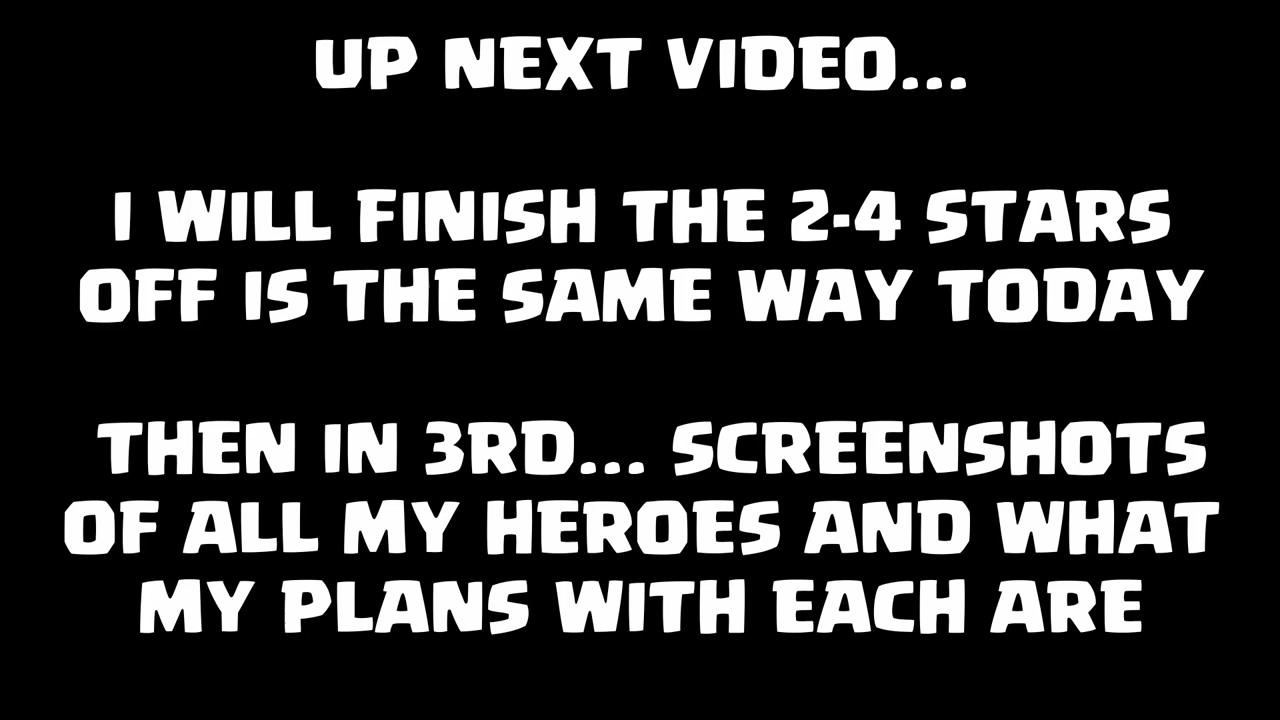 UP NEXT VIDEO...
I WILL FINISH THE 2-4 STARS
OFF IS THE SAME WAY TODAY
THEN IN 3RD... SCREENSHOTS
OF ALL MY HEROES AND WHAT
MY PLANS WITH EACH ARE